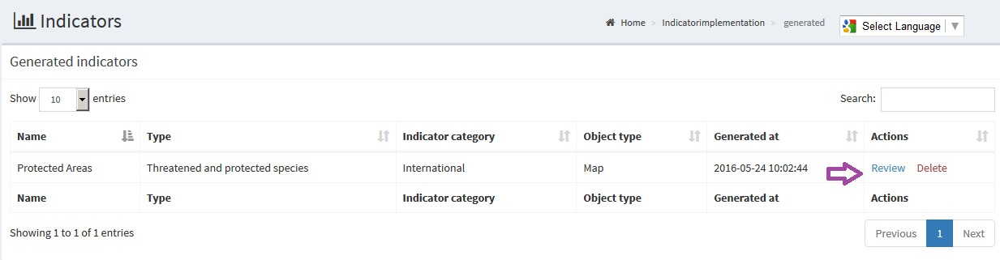 Indicators
Home > Indicatorimplementation > generated
Select Language ▼
Generated indicators
Show 10 entries
Search:
Name Type Indicator category Object type Generated at Actions
Protected Areas Threatened and protected species International Map 2016-05-24 10:02:44 Review Delete
Name Type Indicator category Object type Generated at Actions
Showing 1 to 1 of 1 entries
Previous 1 Next